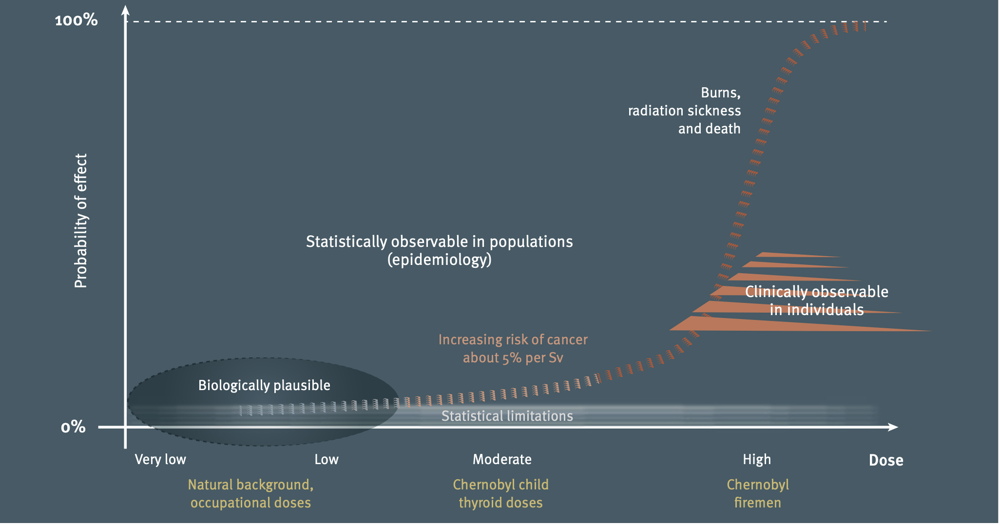 100%
Burns,
radiation sickness
and death
Probability of effect
Statistically observable in populations
(epidemiology)
Clinically observable
in individuals
Increasing risk of cancer
about 5% per Sv
Biologically plausible
Statistical limitations
0%
Very low
Low
Moderate
High
Dose
Natural background,
occupational doses
Chernobyl child
thyroid doses
Chernobyl
firemen